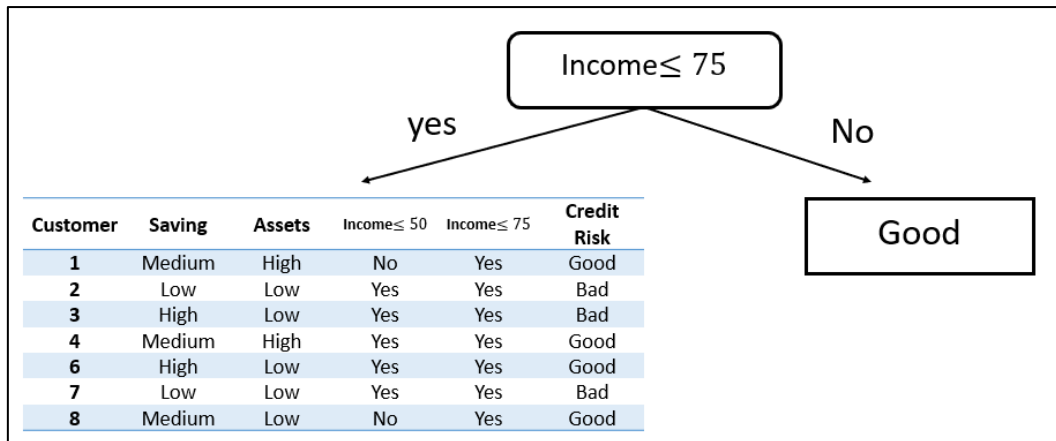 Income≤ 75
yes
No
Good
Customer Saving Assets Income≤ 50 Income≤ 75 Credit Risk
1 Medium High No Yes Good
2 Low Low Yes Yes Bad
3 High Low Yes Yes Bad
4 Medium High Yes Yes Good
6 High Low Yes Yes Good
7 Low Low Yes Yes Bad
8 Medium Low No Yes Good